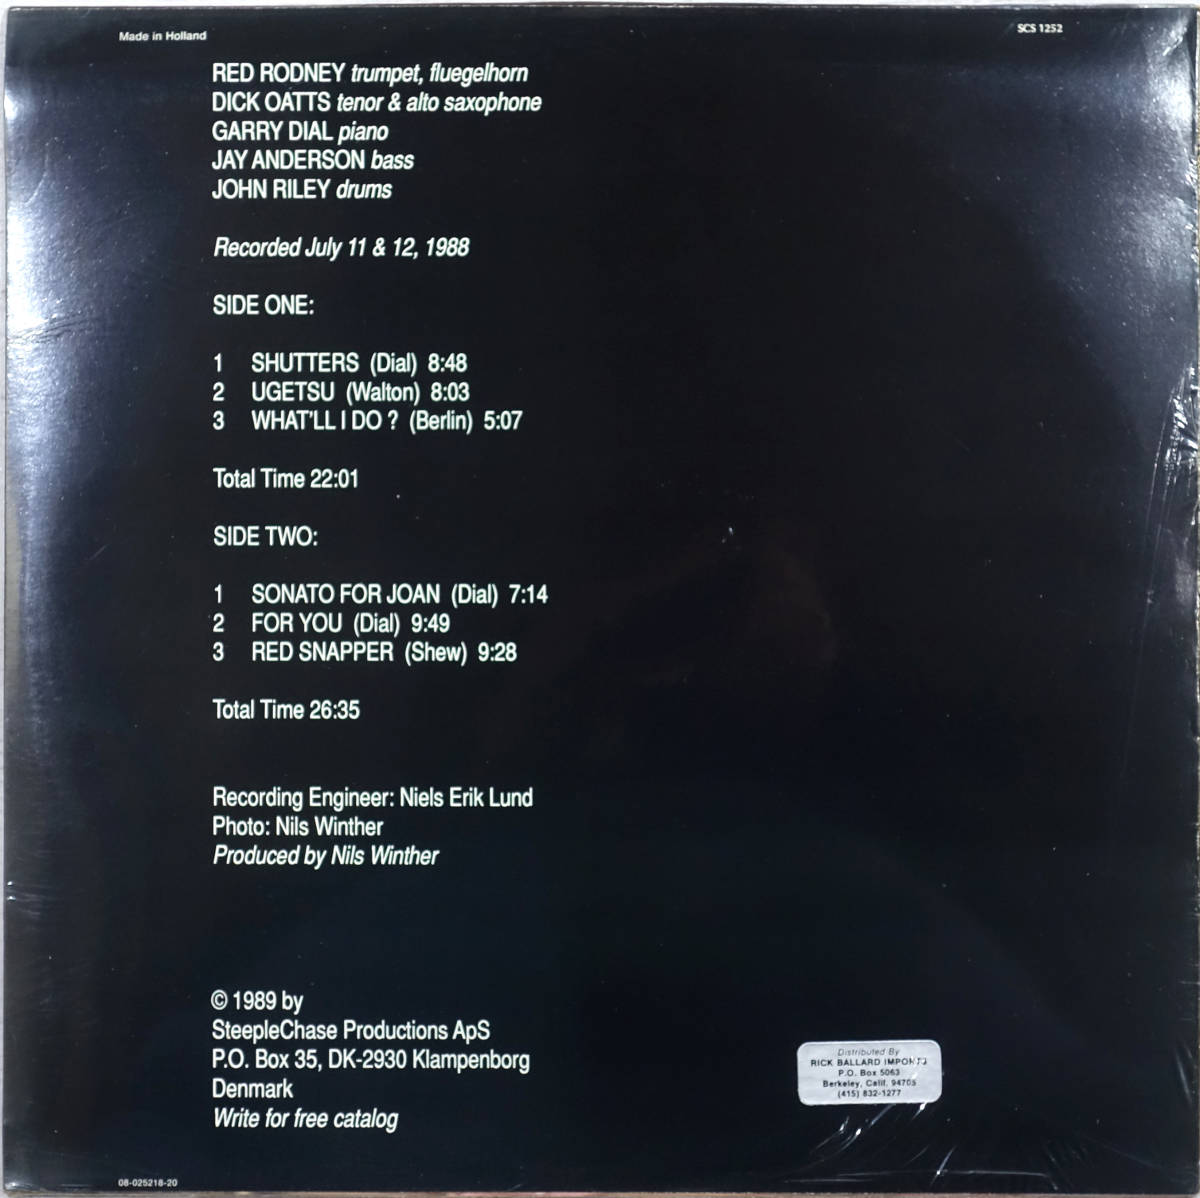 Made in Holland
SCS 1252
RED RODNEY trumpet, fluegelhorn
DICK OATTS tenor & alto saxophone
GARRY DIAL piano
JAY ANDERSON bass
JOHN RILEY drums
Recorded July 11 & 12, 1988
SIDE ONE:
1 SHUTTERS (Dial) 8:48
2 UGETSU (Walton) 8:03
3 WHAT'LL I DO ? (Berlin) 5:07
Total Time 22:01
SIDE TWO:
1 SONATO FOR JOAN (Dial) 7:14
2 FOR YOU (Dial) 9:49
3 RED SNAPPER (Shew) 9:28
Total Time 26:35
Recording Engineer: Niels Erik Lund
Photo: Nils Winther
Produced by Nils Winther
© 1989 by
SteepleChase Productions ApS
P.O. Box 35, DK-2930 Klampenborg
Denmark
Write for free catalog
Distributed By
RICK BALLARD IMPORTS
P.O. Box 5063
Berkeley, Calif. 94705
(415) 832-1277
08-025218-20